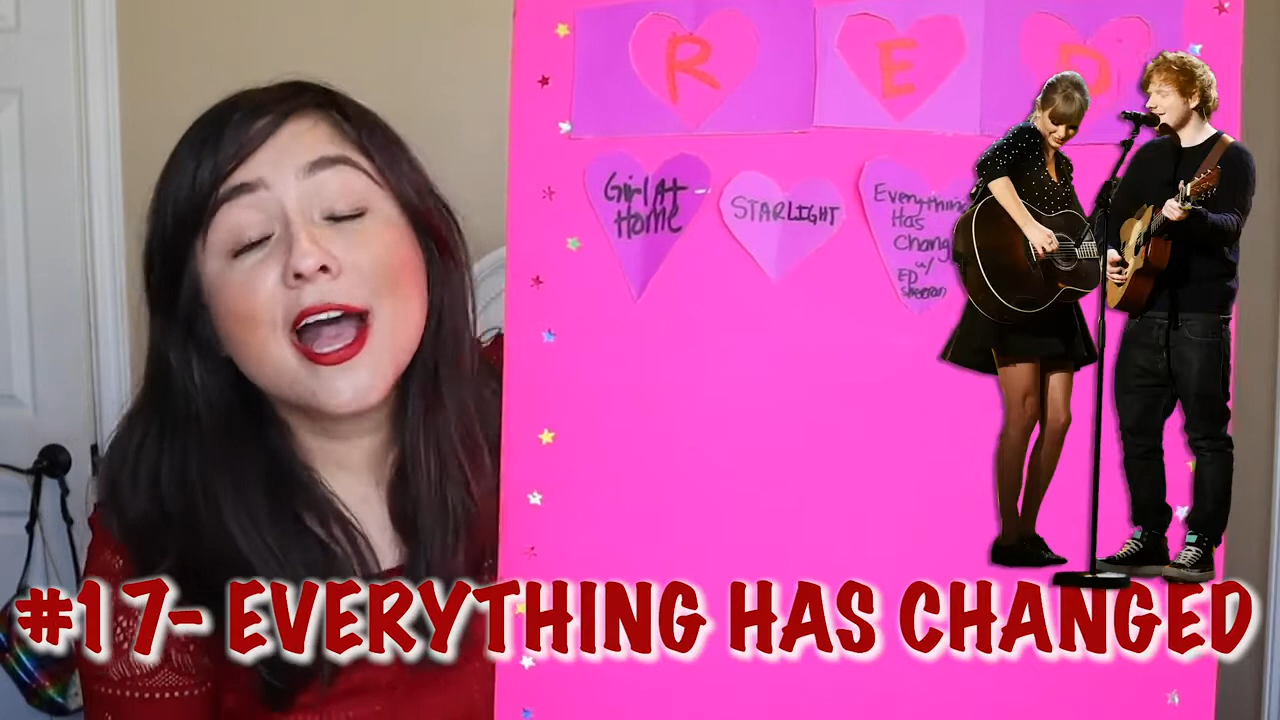 R E D
Girl At
Home
STARLIGHT
Everything
Has
Chang
w/
ED
Sheeran
#17- EVERYTHING HAS CHANGED